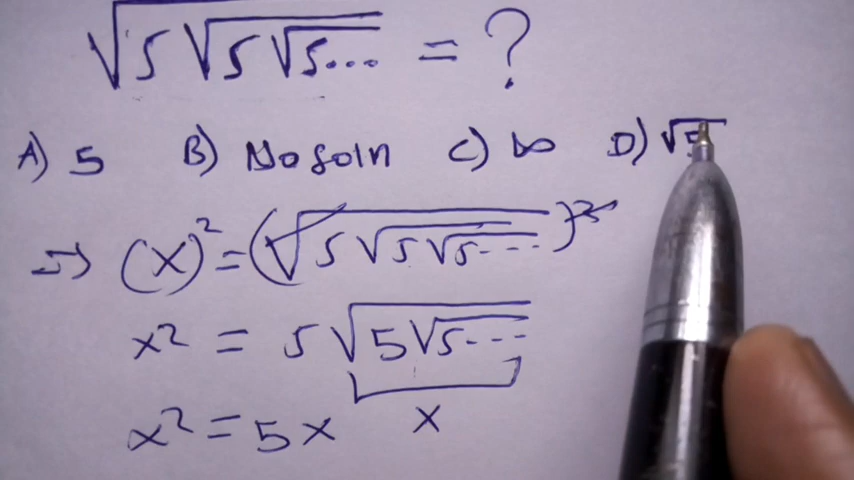 √5√5√5... = ?
A) 5 B) No soln C) ∞ D) √5
⇒ (x)² = (√5√5√5...)²
x² = 5√5√5...
x
x² = 5x